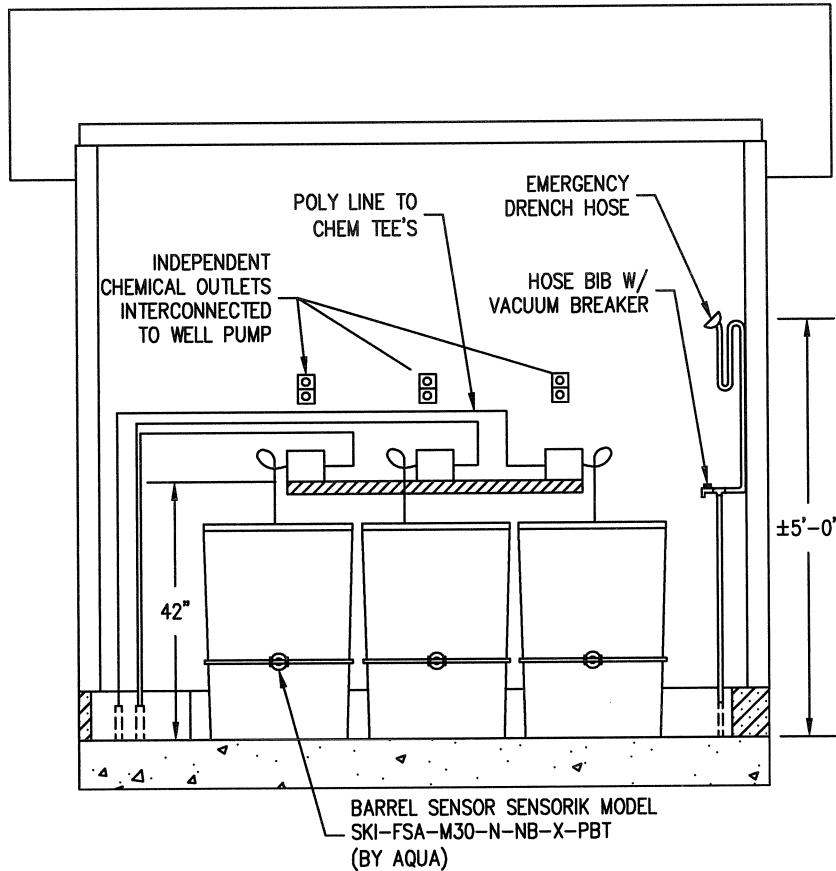 EMERGENCY
DRENCH HOSE
POLY LINE TO
CHEM TEE'S
INDEPENDENT
CHEMICAL OUTLETS
INTERCONNECTED
TO WELL PUMP
HOSE BIB W/
VACUUM BREAKER
±5'-0'
42"
BARREL SENSOR SENSORIK MODEL
SKI-FSA-M30-N-NB-X-PBT
(BY AQUA)